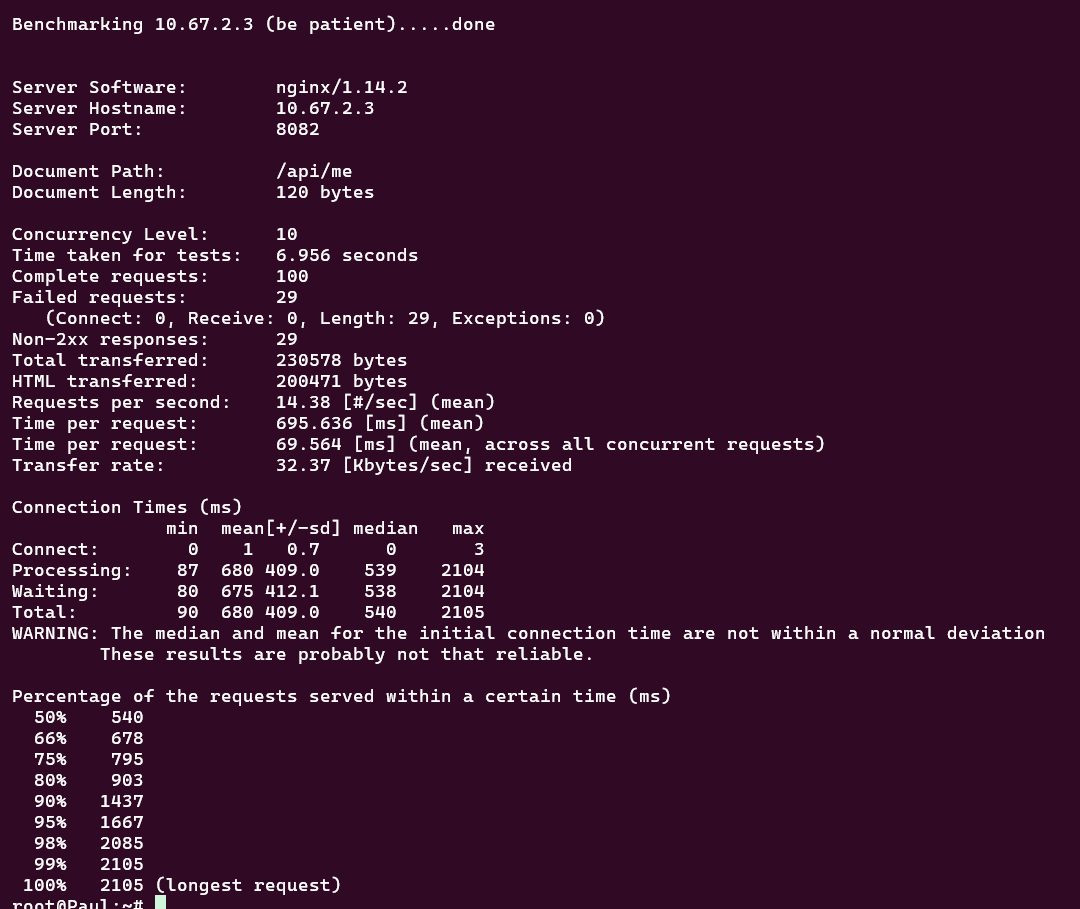 Benchmarking 10.67.2.3 (be patient).....done
Server Software:        nginx/1.14.2
Server Hostname:        10.67.2.3
Server Port:            8082
Document Path:          /api/me
Document Length:        120 bytes
Concurrency Level:      10
Time taken for tests:   6.956 seconds
Complete requests:      100
Failed requests:        29
   (Connect: 0, Receive: 0, Length: 29, Exceptions: 0)
Non-2xx responses:      29
Total transferred:      230578 bytes
HTML transferred:       200471 bytes
Requests per second:    14.38 [#/sec] (mean)
Time per request:       695.636 [ms] (mean)
Time per request:       69.564 [ms] (mean, across all concurrent requests)
Transfer rate:          32.37 [Kbytes/sec] received
Connection Times (ms)
              min  mean[+/-sd] median   max
Connect:        0    1   0.7      0       3
Processing:    87  680 409.0    539    2104
Waiting:       80  675 412.1    538    2104
Total:         90  680 409.0    540    2105
WARNING: The median and mean for the initial connection time are not within a normal deviation
        These results are probably not that reliable.
Percentage of the requests served within a certain time (ms)
  50%    540
  66%    678
  75%    795
  80%    903
  90%   1437
  95%   1667
  98%   2085
  99%   2105
 100%   2105 (longest request)
root@Paul:~#